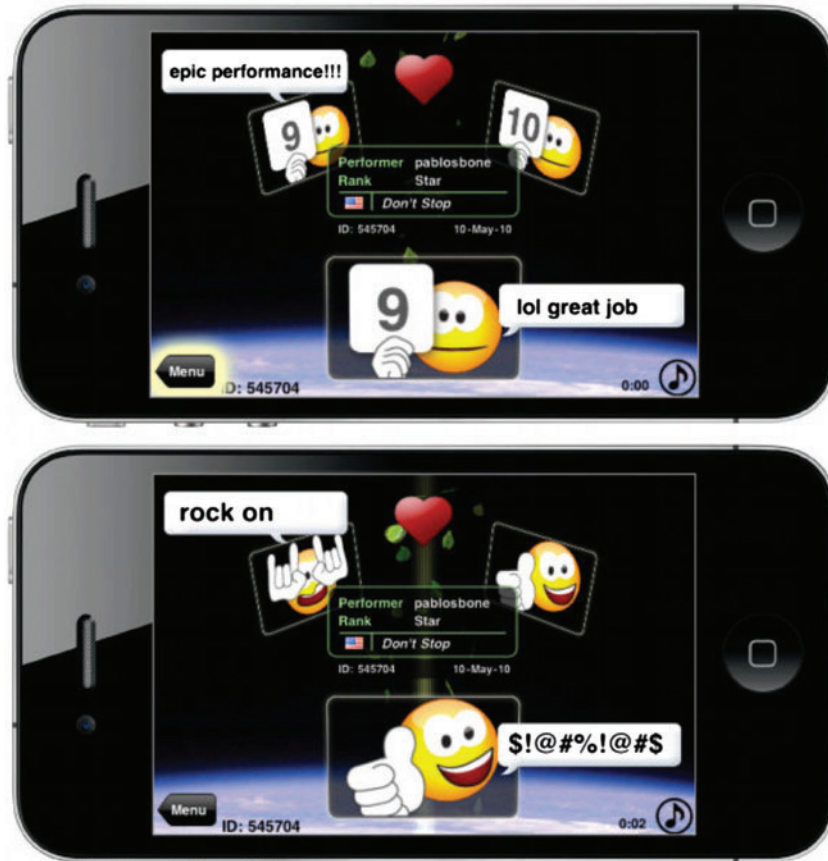 epic performance!!!
9
10
Performer pablosbone
Rank Star
Don't Stop
ID: 545704 10-May-10
9
lol great job
Menu
ID: 545704
0:00
rock on
Performer pablosbone
Rank Star
Don't Stop
ID: 545704 10-May-10
$!@#%!@#$
Menu
ID: 545704
0:02